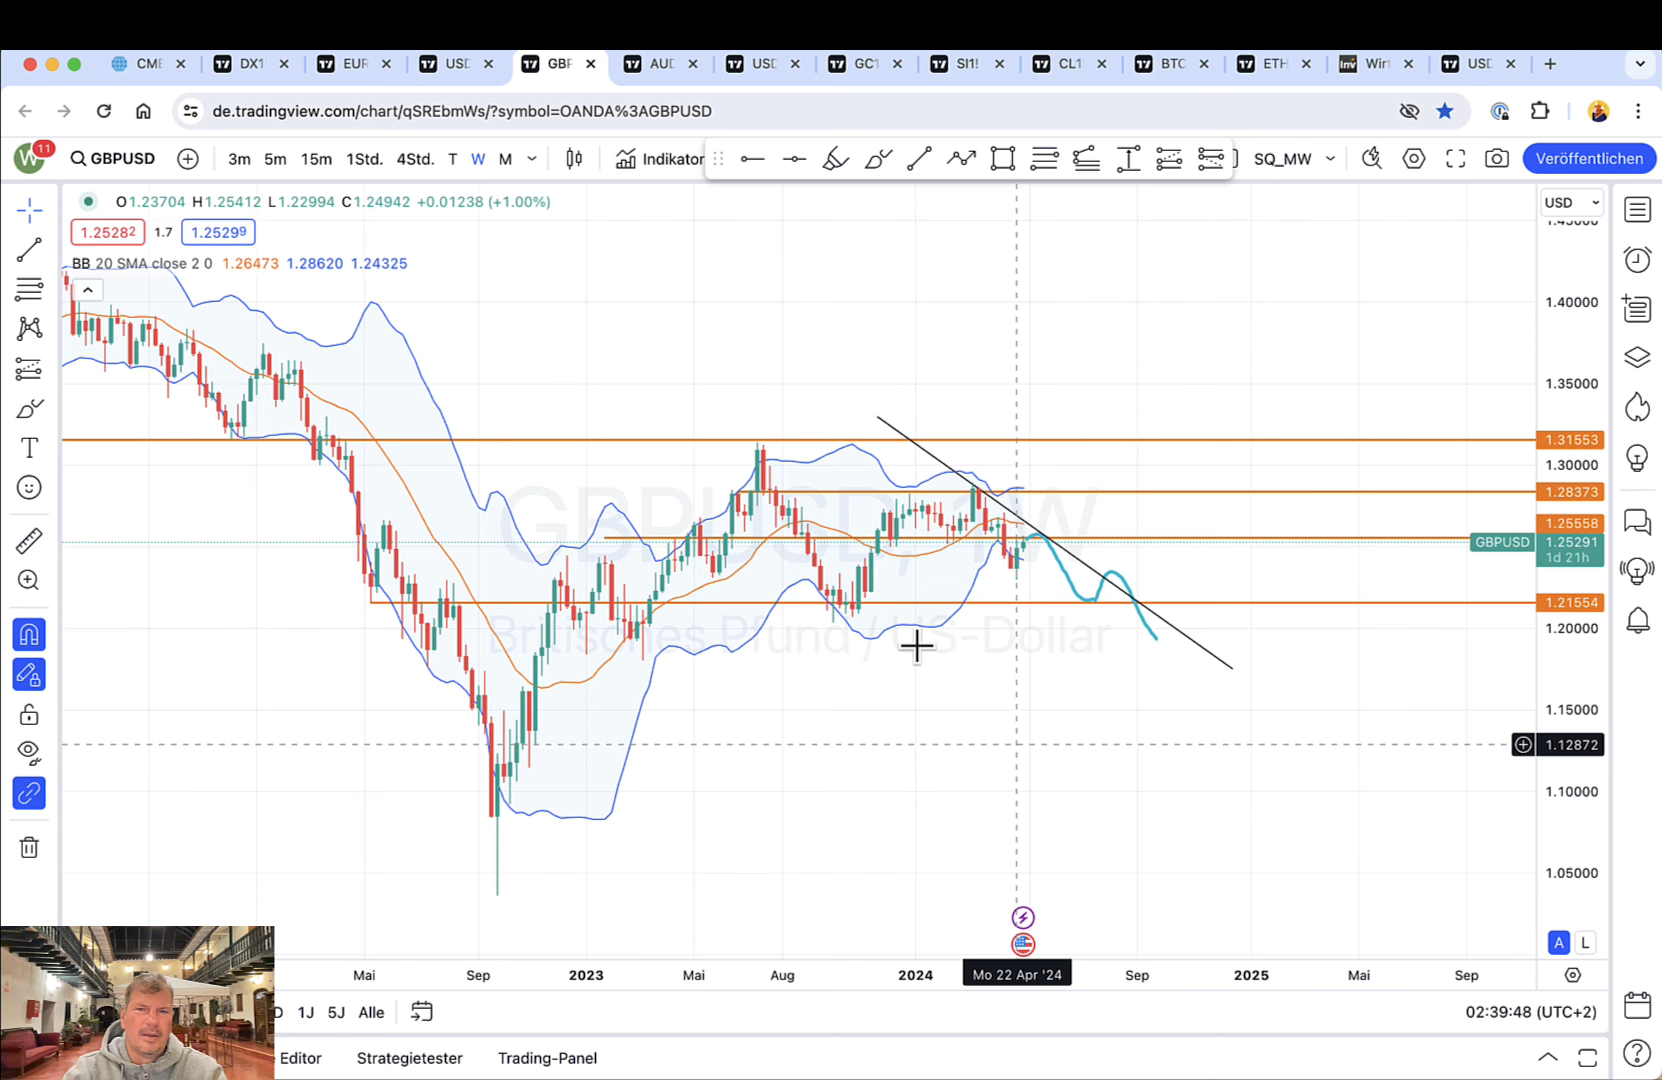 CME
DX1
EUR
USD
GBP
AUD
USD
GC1
SI1!
CL1
BTC
ETH
Inv
Wirt
USD
de.tradingview.com/chart/qSREbmWs/?symbol=OANDA%3AGBPUSD
W
11
GBPUSD
3m 5m 15m 1Std. 4Std. T W M
Indikator
SQ_MW
Veröffentlichen
O1.23704 H1.25412 L1.22994 C1.24942 +0.01238 (+1.00%)
USD
1.25282 1.7 1.25299
BB 20 SMA close 2 0 1.26473 1.28620 1.24325
GBPUSD, 1W
Britisches Pfund / US-Dollar
1.40000
1.35000
1.31553
1.30000
1.28373
1.25558
GBPUSD
1.25291
1d 21h
1.21554
1.20000
1.15000
1.12872
1.10000
1.05000
A L
Mai Sep 2023 Mai Aug 2024 Mo 22 Apr '24 Sep 2025 Mai Sep
1J 5J Alle
02:39:48 (UTC+2)
Editor Strategietester Trading-Panel